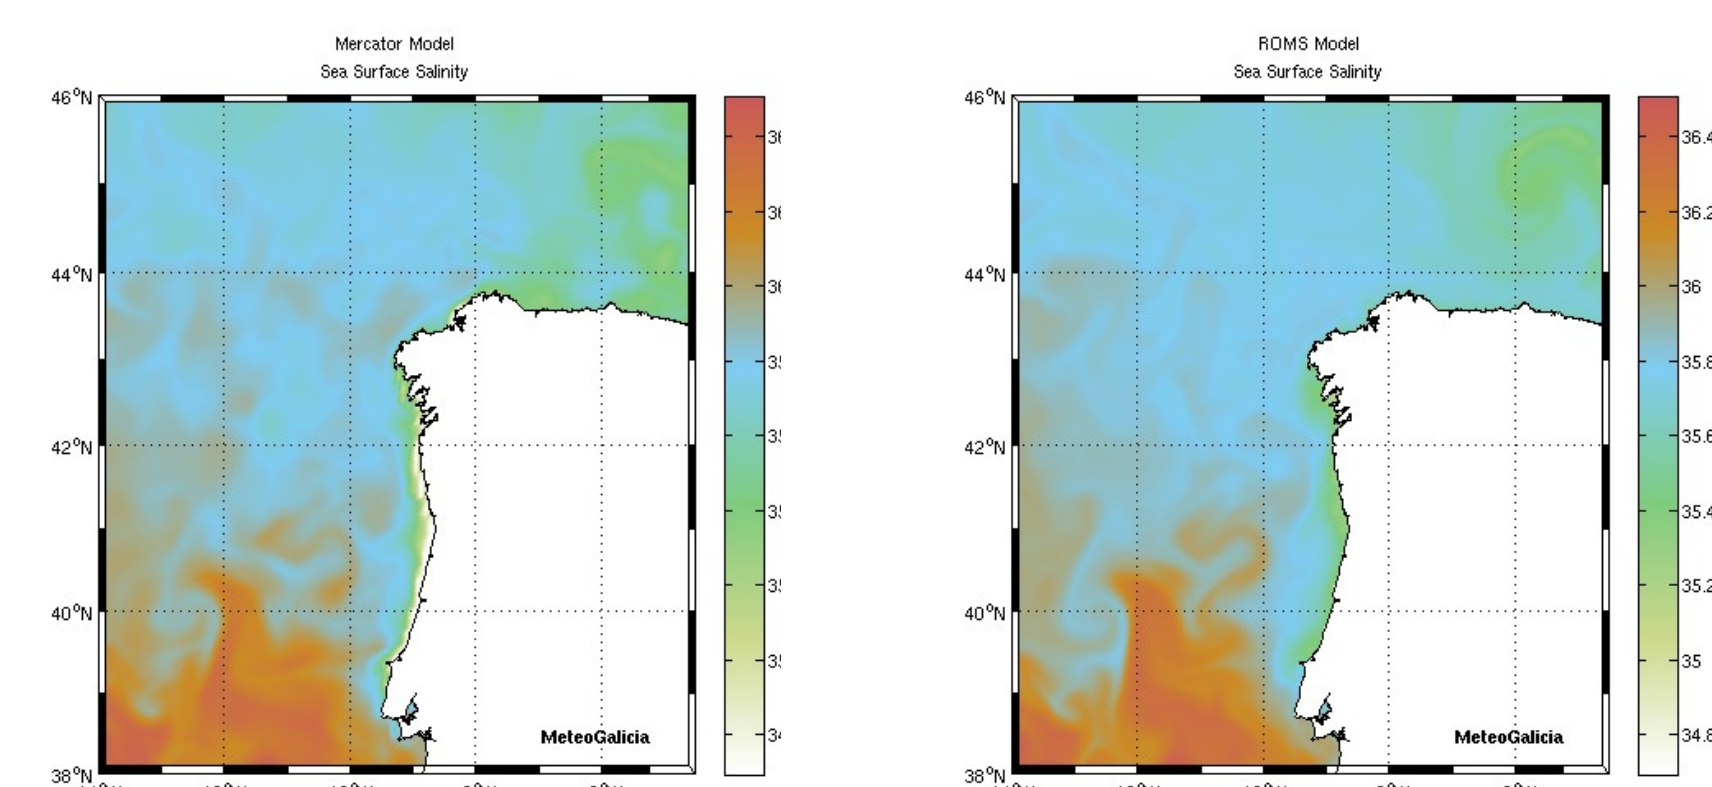 Mercator Model
Sea Surface Salinity
46°N
44°N
42°N
40°N
38°N
MeteoGalicia
ROMS Model
Sea Surface Salinity
46°N
44°N
42°N
40°N
38°N
36.4
36.2
36
35.8
35.6
35.4
35.2
35
34.8
MeteoGalicia